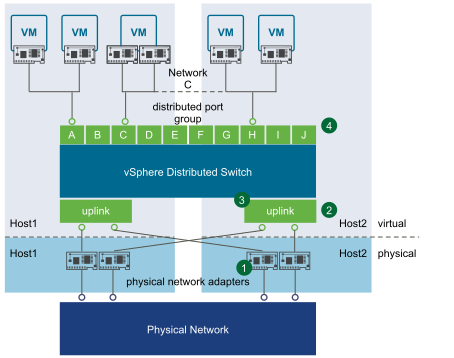 VM
VM
VM
VM
VM
Network
C
distributed port
group
4
A B C D E F G H I J
vSphere Distributed Switch
3
uplink
uplink
2
Host1
Host2 virtual
Host1
Host2 physical
1
physical network adapters
Physical Network